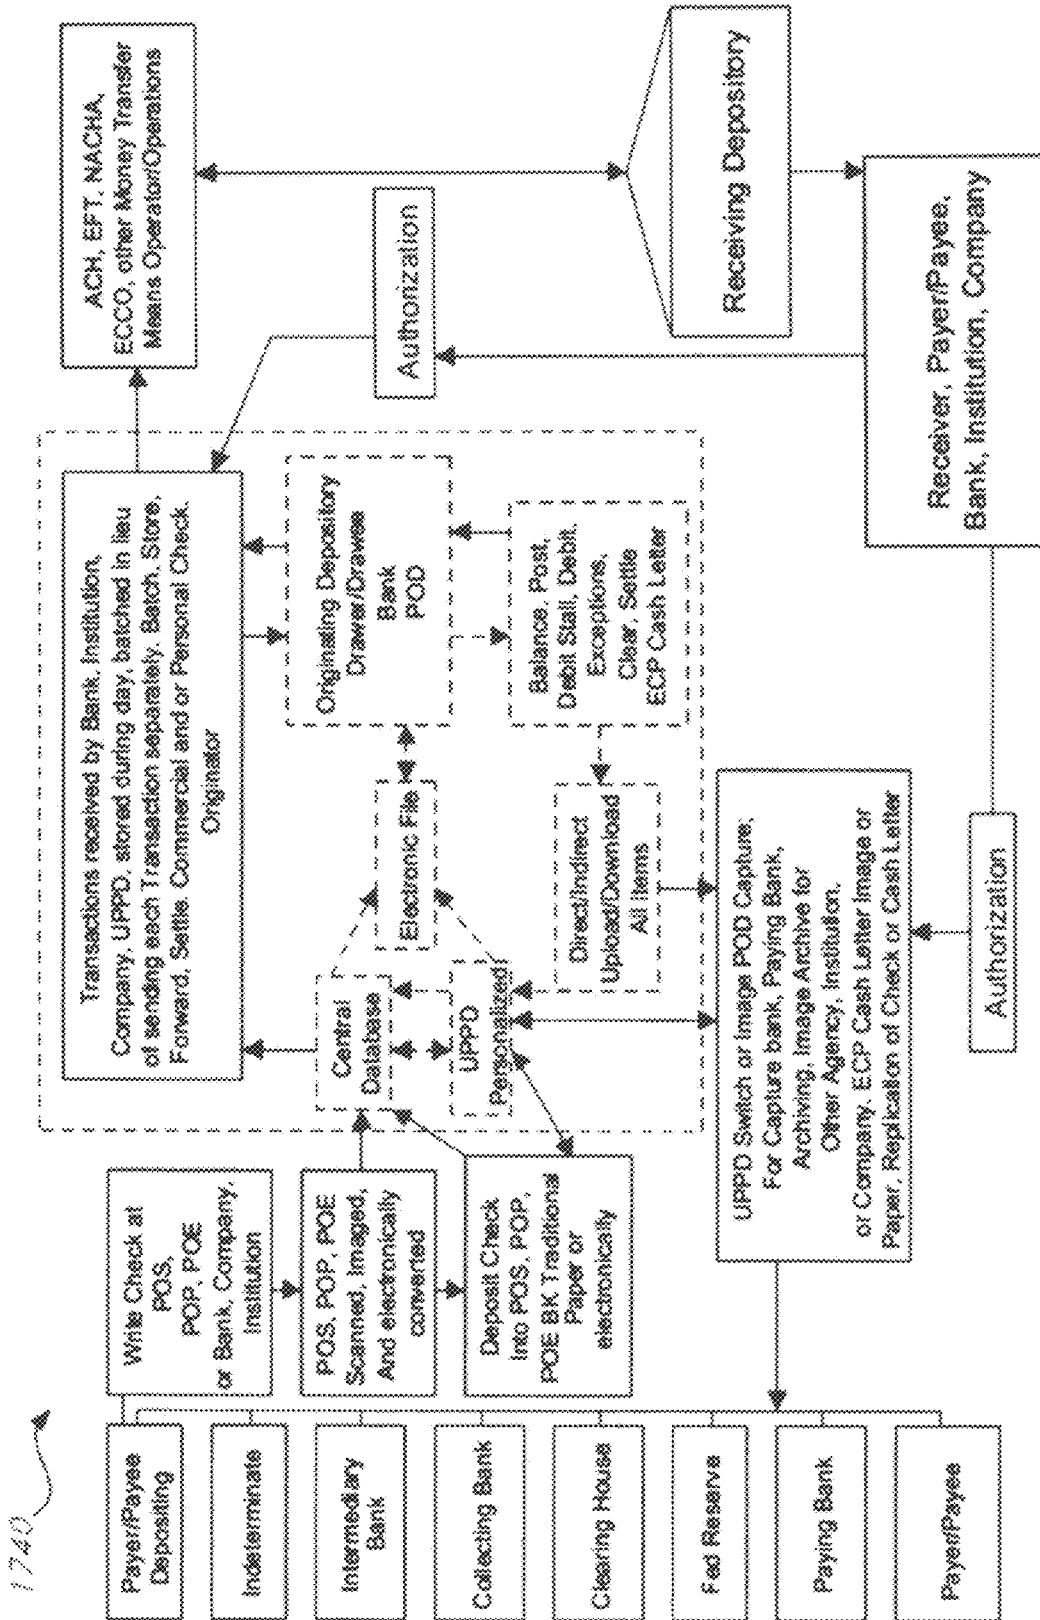 1740
Payer/Payee
Depositing
Indeterminate
Intermediary
Bank
Collecting Bank
Clearing House
Fed Reserve
Paying Bank
Payer/Payee
Write Check at
POS,
POP, POE
or Bank, Company,
Institution
POS, POP, POE
Scanned, Imaged,
And electronically
converted
Deposit Check
Into POS, POP,
POE BK Traditional
Paper or
electronically
Transactions received by Bank, Institution,
Company, UPPD, stored during day, batched in lieu
of sending each Transaction separately. Batch. Store.
Forward. Settle. Commercial and or Personal Check.
Originator
Central
Database
UPPD
Personalized
Electronic File
Originating Depository
Drawer/Drawee
Bank
POD
Direct/Indirect
Upload/Download
All items
Balance. Post,
Debit Stall, Debit.
Exceptions,
Clear, Settle
ECP Cash Letter
UPPD Switch or Image POD Capture,
For Capture bank, Paying Bank,
Archiving, Image Archive for
Other Agency, Institution,
or Company. ECP Cash Letter Image or
Paper, Replication of Check or Cash Letter
ACH, EFT, NACHA,
ECCO, other Money Transfer
Means Operator/Operations
Authorization
Receiving Depository
Receiver, Payer/Payee,
Bank, Institution, Company
Authorization